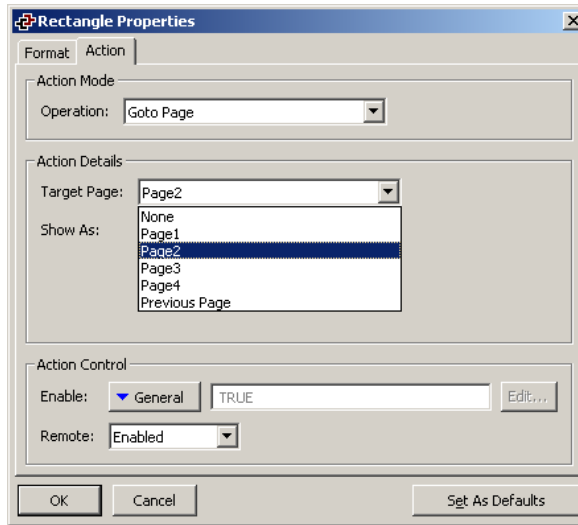 Rectangle Properties
Format Action
Action Mode
Operation: Goto Page
Action Details
Target Page: Page2
Show As:
None
Page1
Page2
Page3
Page4
Previous Page
Action Control
Enable: General TRUE Edit...
Remote: Enabled
OK Cancel Set As Defaults